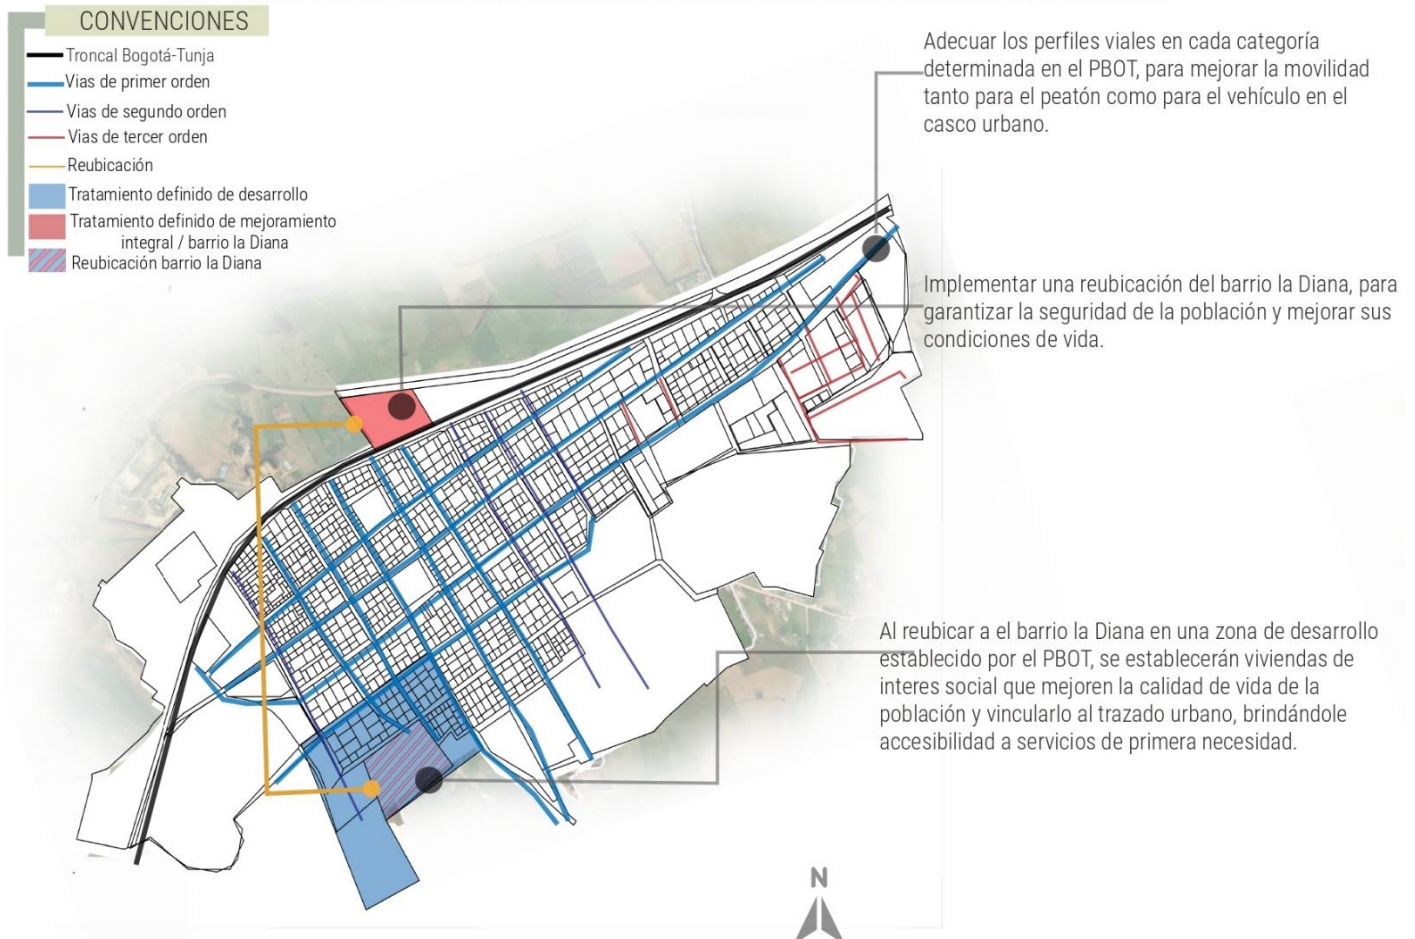 CONVENCIONES
Troncal Bogotá-Tunja
Vias de primer orden
Vias de segundo orden
Vias de tercer orden
Reubicación
Tratamiento definido de desarrollo
Tratamiento definido de mejoramiento
integral / barrio la Diana
Reubicación barrio la Diana
Adecuar los perfiles viales en cada categoría
determinada en el PBOT, para mejorar la movilidad
tanto para el peatón como para el vehículo en el
casco urbano.
Implementar una reubicación del barrio la Diana, para
garantizar la seguridad de la población y mejorar sus
condiciones de vida.
Al reubicar a el barrio la Diana en una zona de desarrollo
establecido por el PBOT, se establecerán viviendas de
interes social que mejoren la calidad de vida de la
población y vincularlo al trazado urbano, brindándole
accesibilidad a servicios de primera necesidad.
N